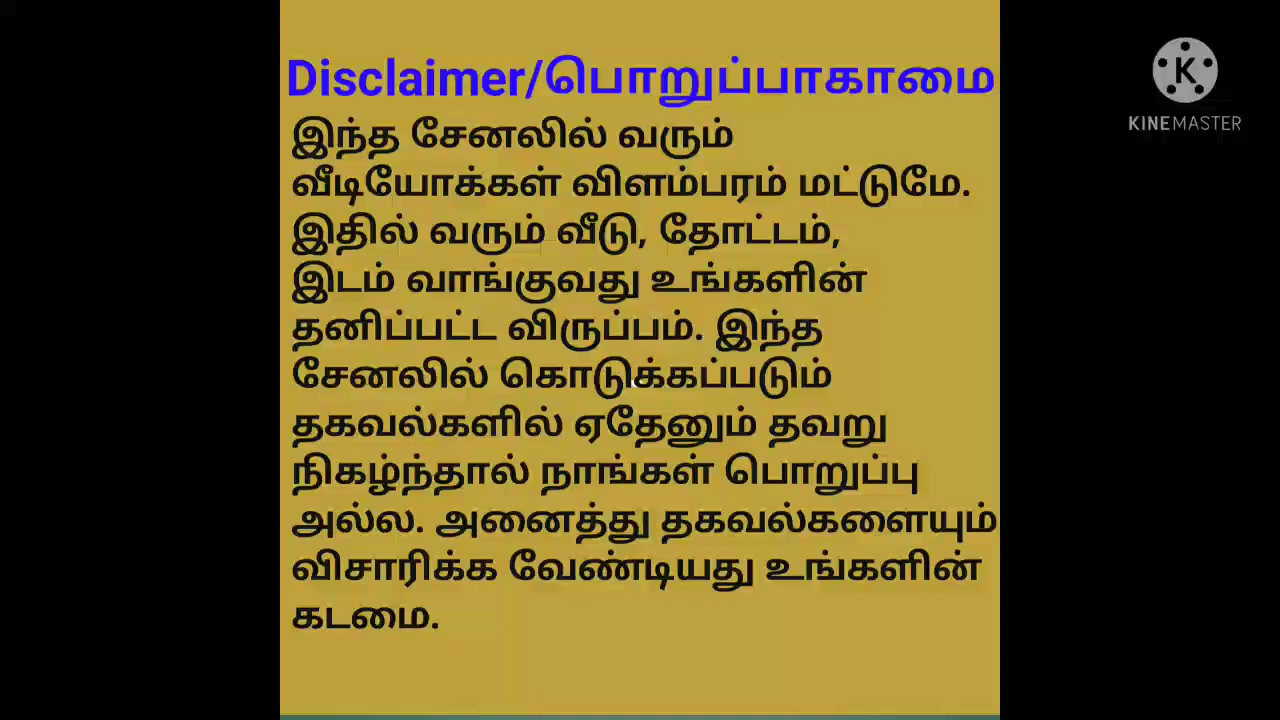 Disclaimer/பொறுப்பாகாமை
இந்த சேனலில் வரும்
வீடியோக்கள் விளம்பரம் மட்டுமே.
இதில் வரும் வீடு, தோட்டம்,
இடம் வாங்குவது உங்களின்
தனிப்பட்ட விருப்பம். இந்த
சேனலில் கொடுக்கப்படும்
தகவல்களில் ஏதேனும் தவறு
நிகழ்ந்தால் நாங்கள் பொறுப்பு
அல்ல. அனைத்து தகவல்களையும்
விசாரிக்க வேண்டியது உங்களின்
கடமை.
K
KINEMASTER